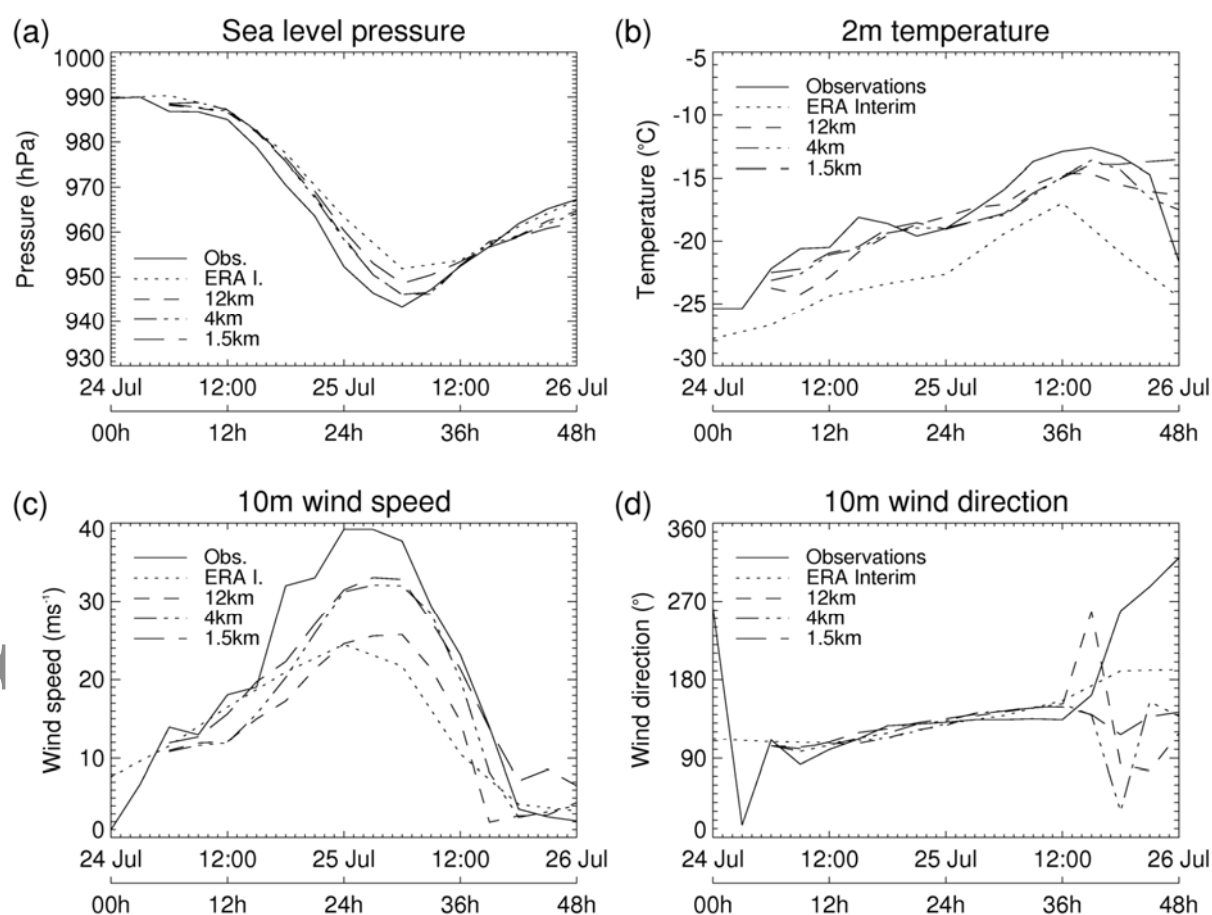 (a)
Sea level pressure
Pressure (hPa)
1000
990
980
970
960
950
940
930
Obs.
ERA I.
12km
4km
1.5km
24 Jul
12:00
25 Jul
12:00
26 Jul
00h
12h
24h
36h
48h
(b)
2m temperature
Temperature (°C)
-5
-10
-15
-20
-25
-30
Observations
ERA Interim
12km
4km
1.5km
24 Jul
12:00
25 Jul
12:00
26 Jul
00h
12h
24h
36h
48h
(c)
10m wind speed
Wind speed (ms⁻¹)
40
30
20
10
0
Obs.
ERA I.
12km
4km
1.5km
24 Jul
12:00
25 Jul
12:00
26 Jul
00h
12h
24h
36h
48h
(d)
10m wind direction
Wind direction (°)
360
270
180
90
0
Observations
ERA Interim
12km
4km
1.5km
24 Jul
12:00
25 Jul
12:00
26 Jul
00h
12h
24h
36h
48h